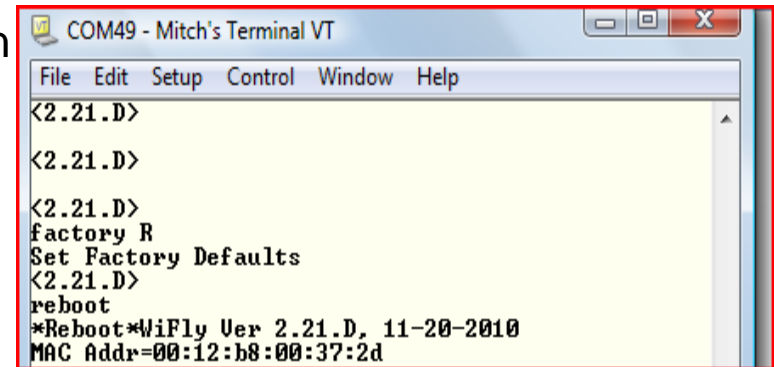 n
COM49 - Mitch's Terminal VT
File Edit Setup Control Window Help
<2.21.D>
<2.21.D>
<2.21.D>
factory R
Set Factory Defaults
<2.21.D>
reboot
*Reboot*WiFly Ver 2.21.D, 11-20-2010
MAC Addr=00:12:b8:00:37:2d